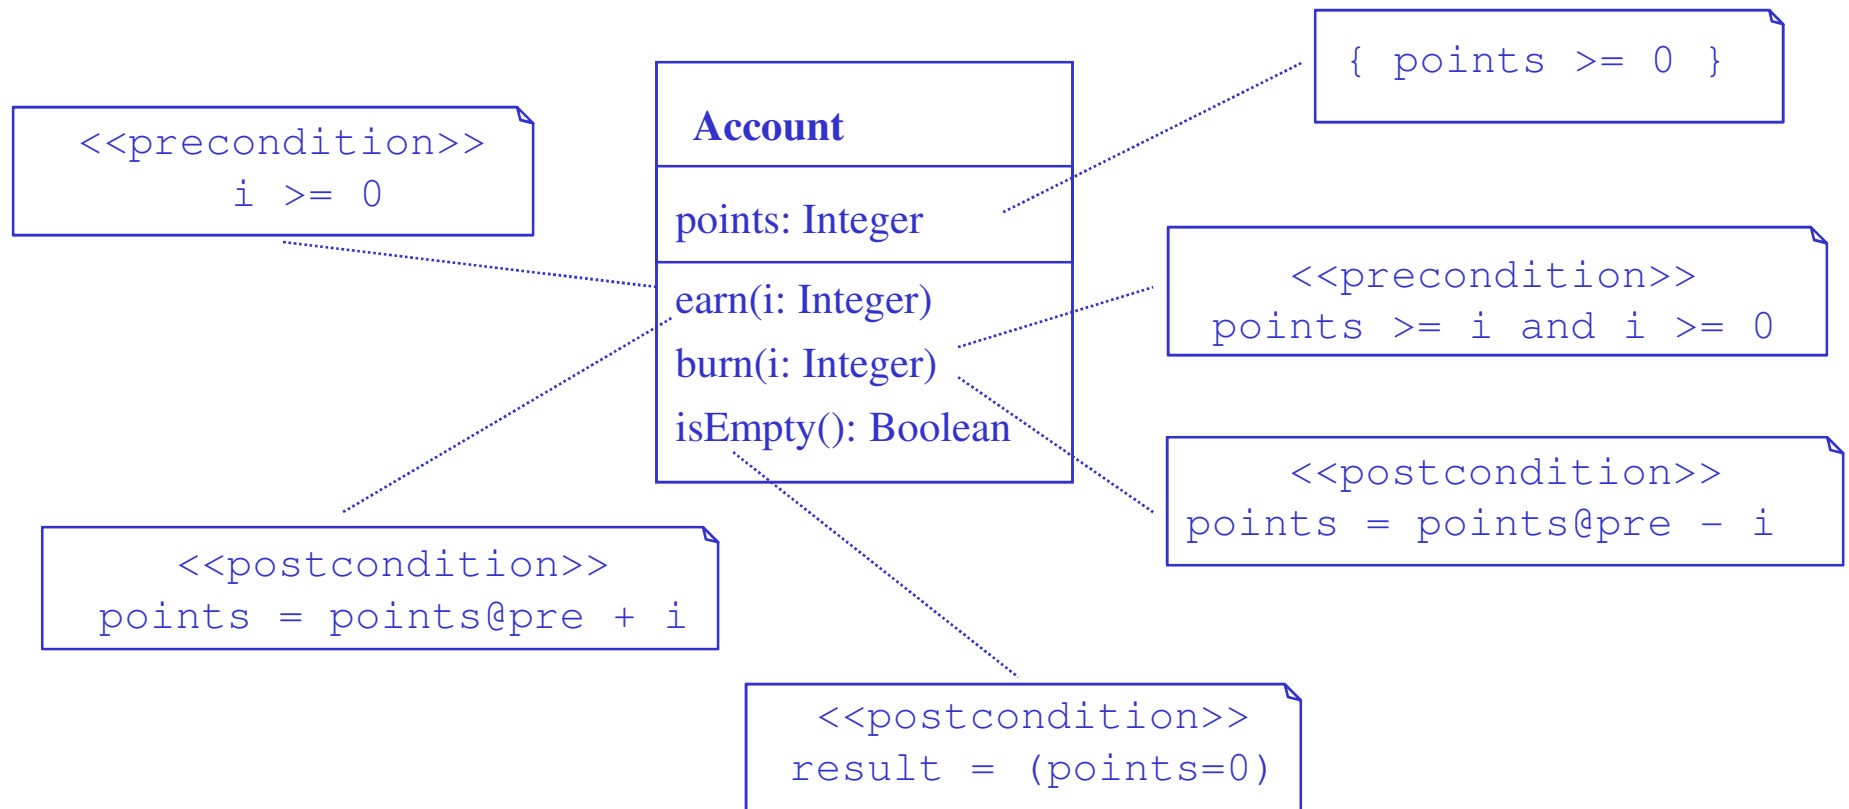 { points >= 0 }
Account
<<precondition>>
i >= 0
points: Integer
<<precondition>>
points >= i and i >= 0
earn(i: Integer)
burn(i: Integer)
isEmpty(): Boolean
<<postcondition>>
points = points@pre - i
<<postcondition>>
points = points@pre + i
<<postcondition>>
result = (points=0)